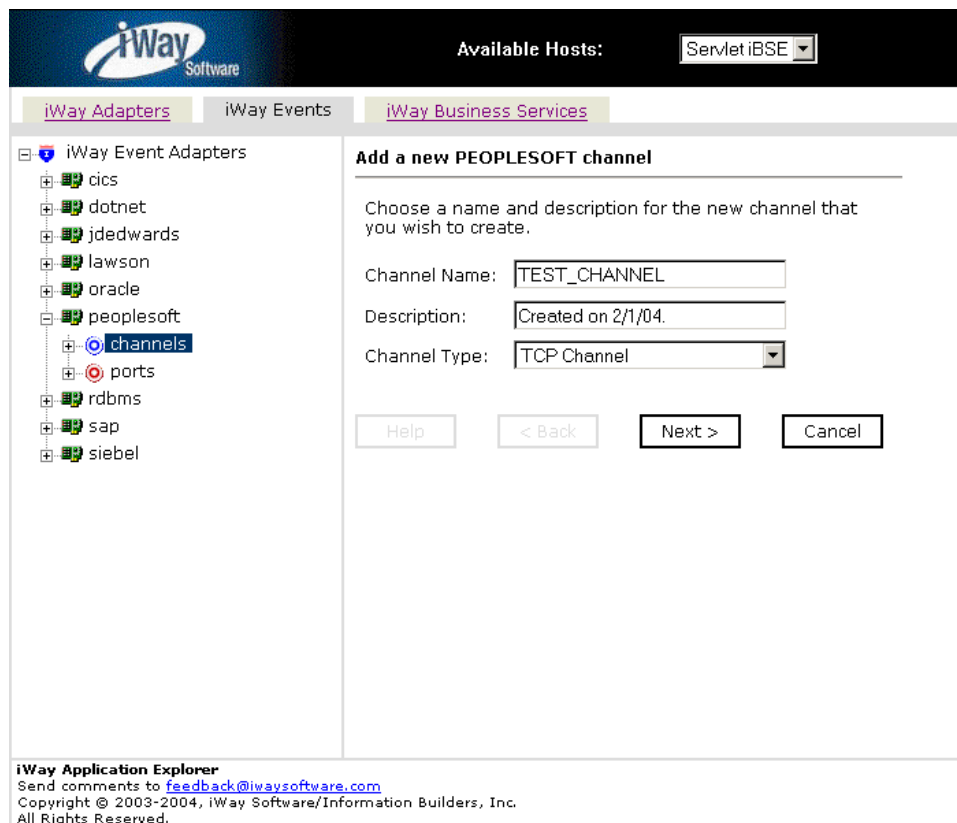 iWay
Software
Available Hosts:
Servlet iBSE
iWay Adapters
iWay Events
iWay Business Services
iWay Event Adapters
cics
dotnet
jdedwards
lawson
oracle
peoplesoft
channels
ports
rdbms
sap
siebel
Add a new PEOPLESOFT channel
Choose a name and description for the new channel that
you wish to create.
Channel Name: TEST_CHANNEL
Description: Created on 2/1/04.
Channel Type: TCP Channel
Help < Back Next > Cancel
iWay Application Explorer
Send comments to feedback@iwaysoftware.com
Copyright © 2003-2004, iWay Software/Information Builders, Inc.
All Rights Reserved.